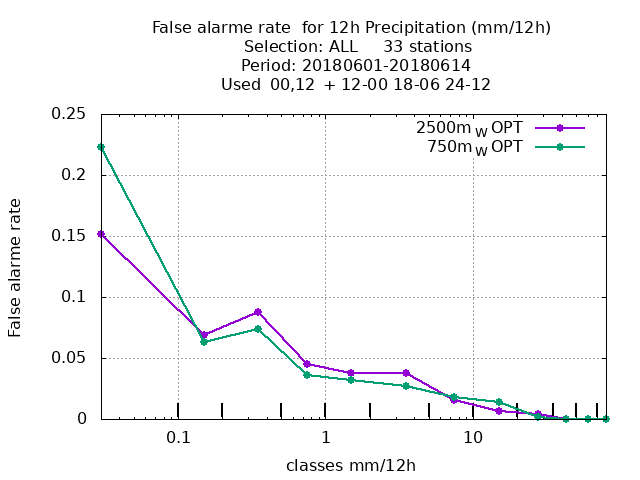 False alarme rate  for 12h Precipitation (mm/12h)
Selection: ALL     33 stations
Period: 20180601-20180614
Used  00,12  + 12-00 18-06 24-12
0.25
2500m W OPT
750m W OPT
0.2
0.15
False alarme rate
0.1
0.05
0
0.1 1 10
classes mm/12h